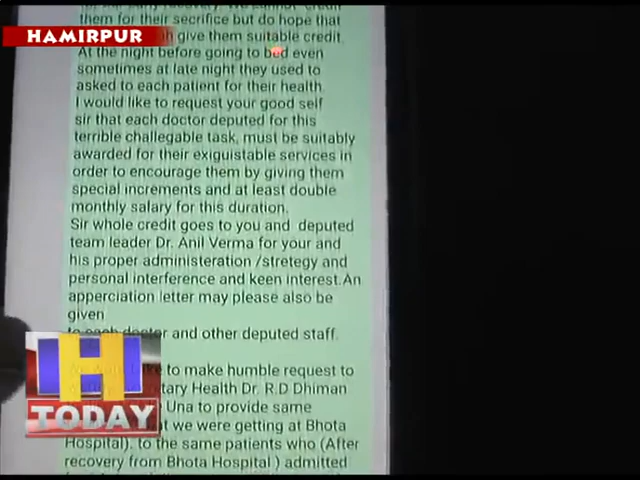 them for their secrifice but do hope that
HAMIRPUR
give them suitable credit.
At the night before going to bed even
sometimes at late night they used to
asked to each patient for their health.
I would like to request your good self
sir that each doctor deputed for this
terrible challegable task, must be suitably
awarded for their exiguistable services in
order to encourage them by giving them
special increments and at least double
monthly salary for this duration.
Sir whole credit goes to you and deputed
team leader Dr. Anil Verma for your and
his proper administeration /stretegy and
personal interference and keen interest.An
apperciation letter may please also be
given
to each doctor and other deputed staff.
to make humble request to
Health Dr. R.D Dhiman
Una to provide same
we were getting at Bhota
Hospital). to the same patients who (After
recovery from Bhota Hospital ) admitted
H
TODAY